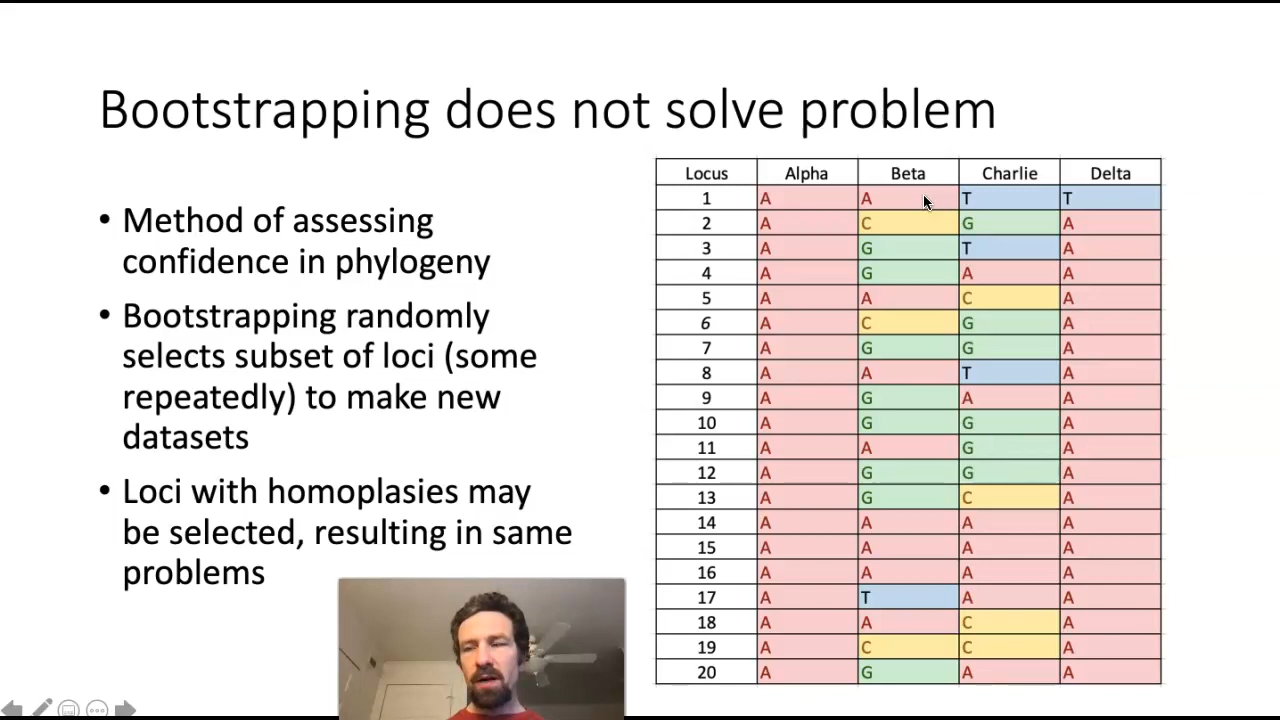 Bootstrapping does not solve problem
• Method of assessing
confidence in phylogeny
• Bootstrapping randomly
selects subset of loci (some
repeatedly) to make new
datasets
• Loci with homoplasies may
be selected, resulting in same
problems
Locus Alpha Beta Charlie Delta
1 A A T T
2 A C G A
3 A G T A
4 A G A A
5 A A C A
6 A C G A
7 A G G A
8 A A T A
9 A G A A
10 A G G A
11 A A G A
12 A G G A
13 A G C A
14 A A A A
15 A A A A
16 A A A A
17 A T A A
18 A A C A
19 A C C A
20 A G A A